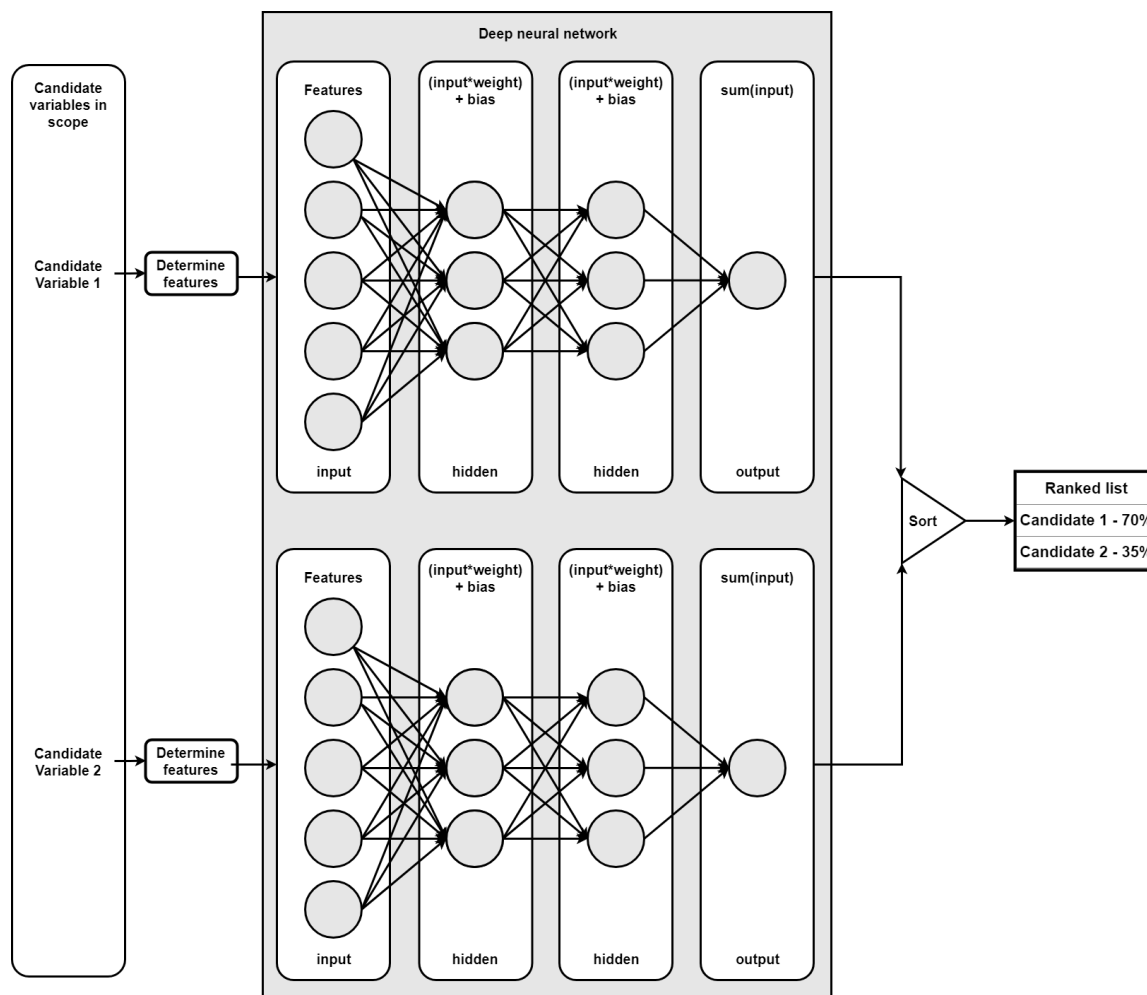 Deep neural network
Candidate
variables in
scope
Features
(input*weight)
+ bias
(input*weight)
+ bias
sum(input)
Candidate
Variable 1
Determine
features
input
hidden
hidden
output
Sort
Ranked list
Candidate 1 - 70%
Candidate 2 - 35%
Features
(input*weight)
+ bias
(input*weight)
+ bias
sum(input)
Candidate
Variable 2
Determine
features
input
hidden
hidden
output